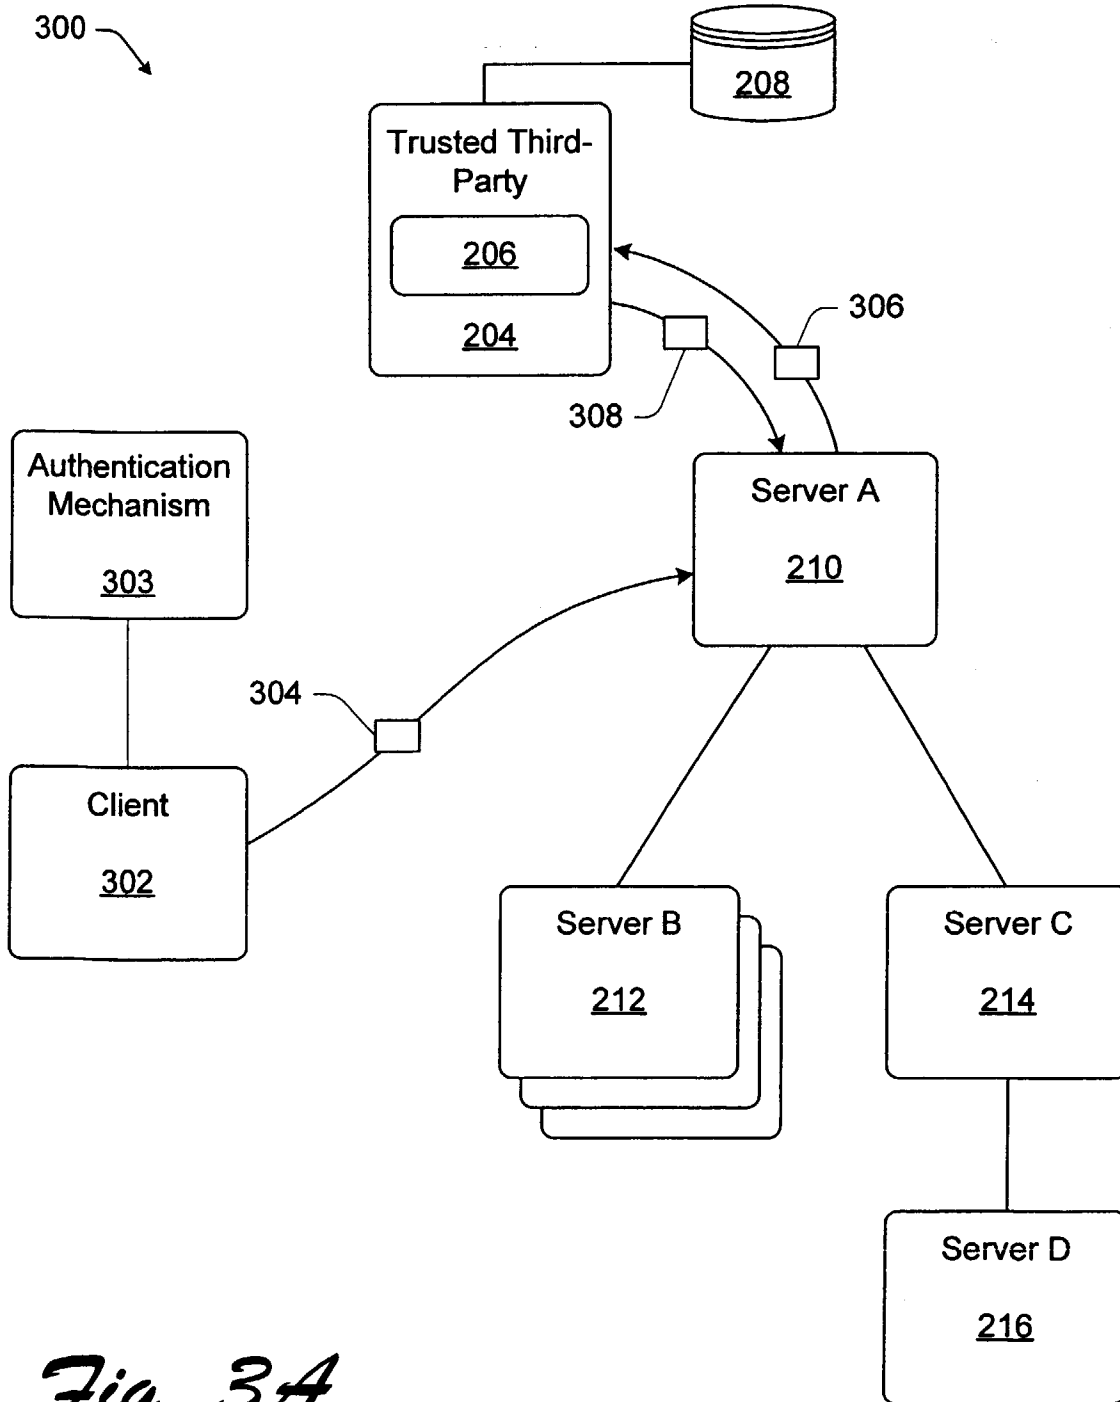 300
208
Trusted Third-
Party
206
204
306
308
Authentication
Mechanism
303
Server A
210
304
Client
302
Server B
212
Server C
214
Server D
216
Fig. 3A